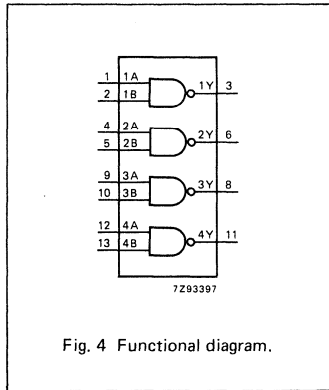 1 1A 1Y 3
2 1B
4 2A 2Y 6
5 2B
9 3A 3Y 8
10 3B
12 4A 4Y 11
13 4B
7Z93397
Fig. 4 Functional diagram.